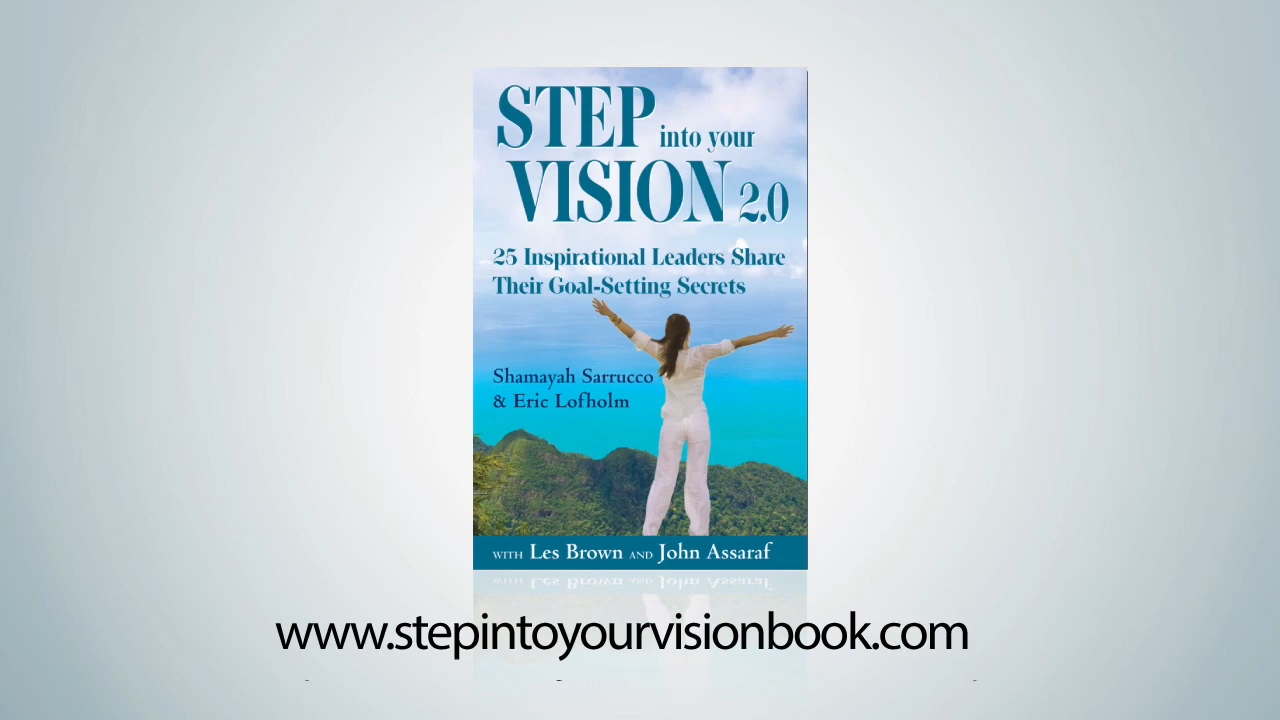 STEP into your
VISION 2.0
25 Inspirational Leaders Share
Their Goal-Setting Secrets
Shamayah Sarrucco
& Eric Lofholm
WITH Les Brown AND John Assaraf
www.stepintoyourvisionbook.com